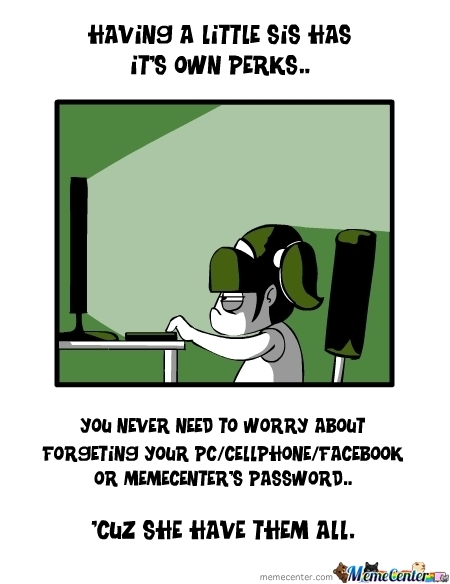 HAVING A LITTLE SIS HAS
IT'S OWN PERKS..
YOU NEVER NEED TO WORRY ABOUT
FORGETING YOUR PC/CELLPHONE/FACEBOOK
OR MEMECENTER'S PASSWORD..
'CUZ SHE HAVE THEM ALL.
memecenter.com MemeCenter